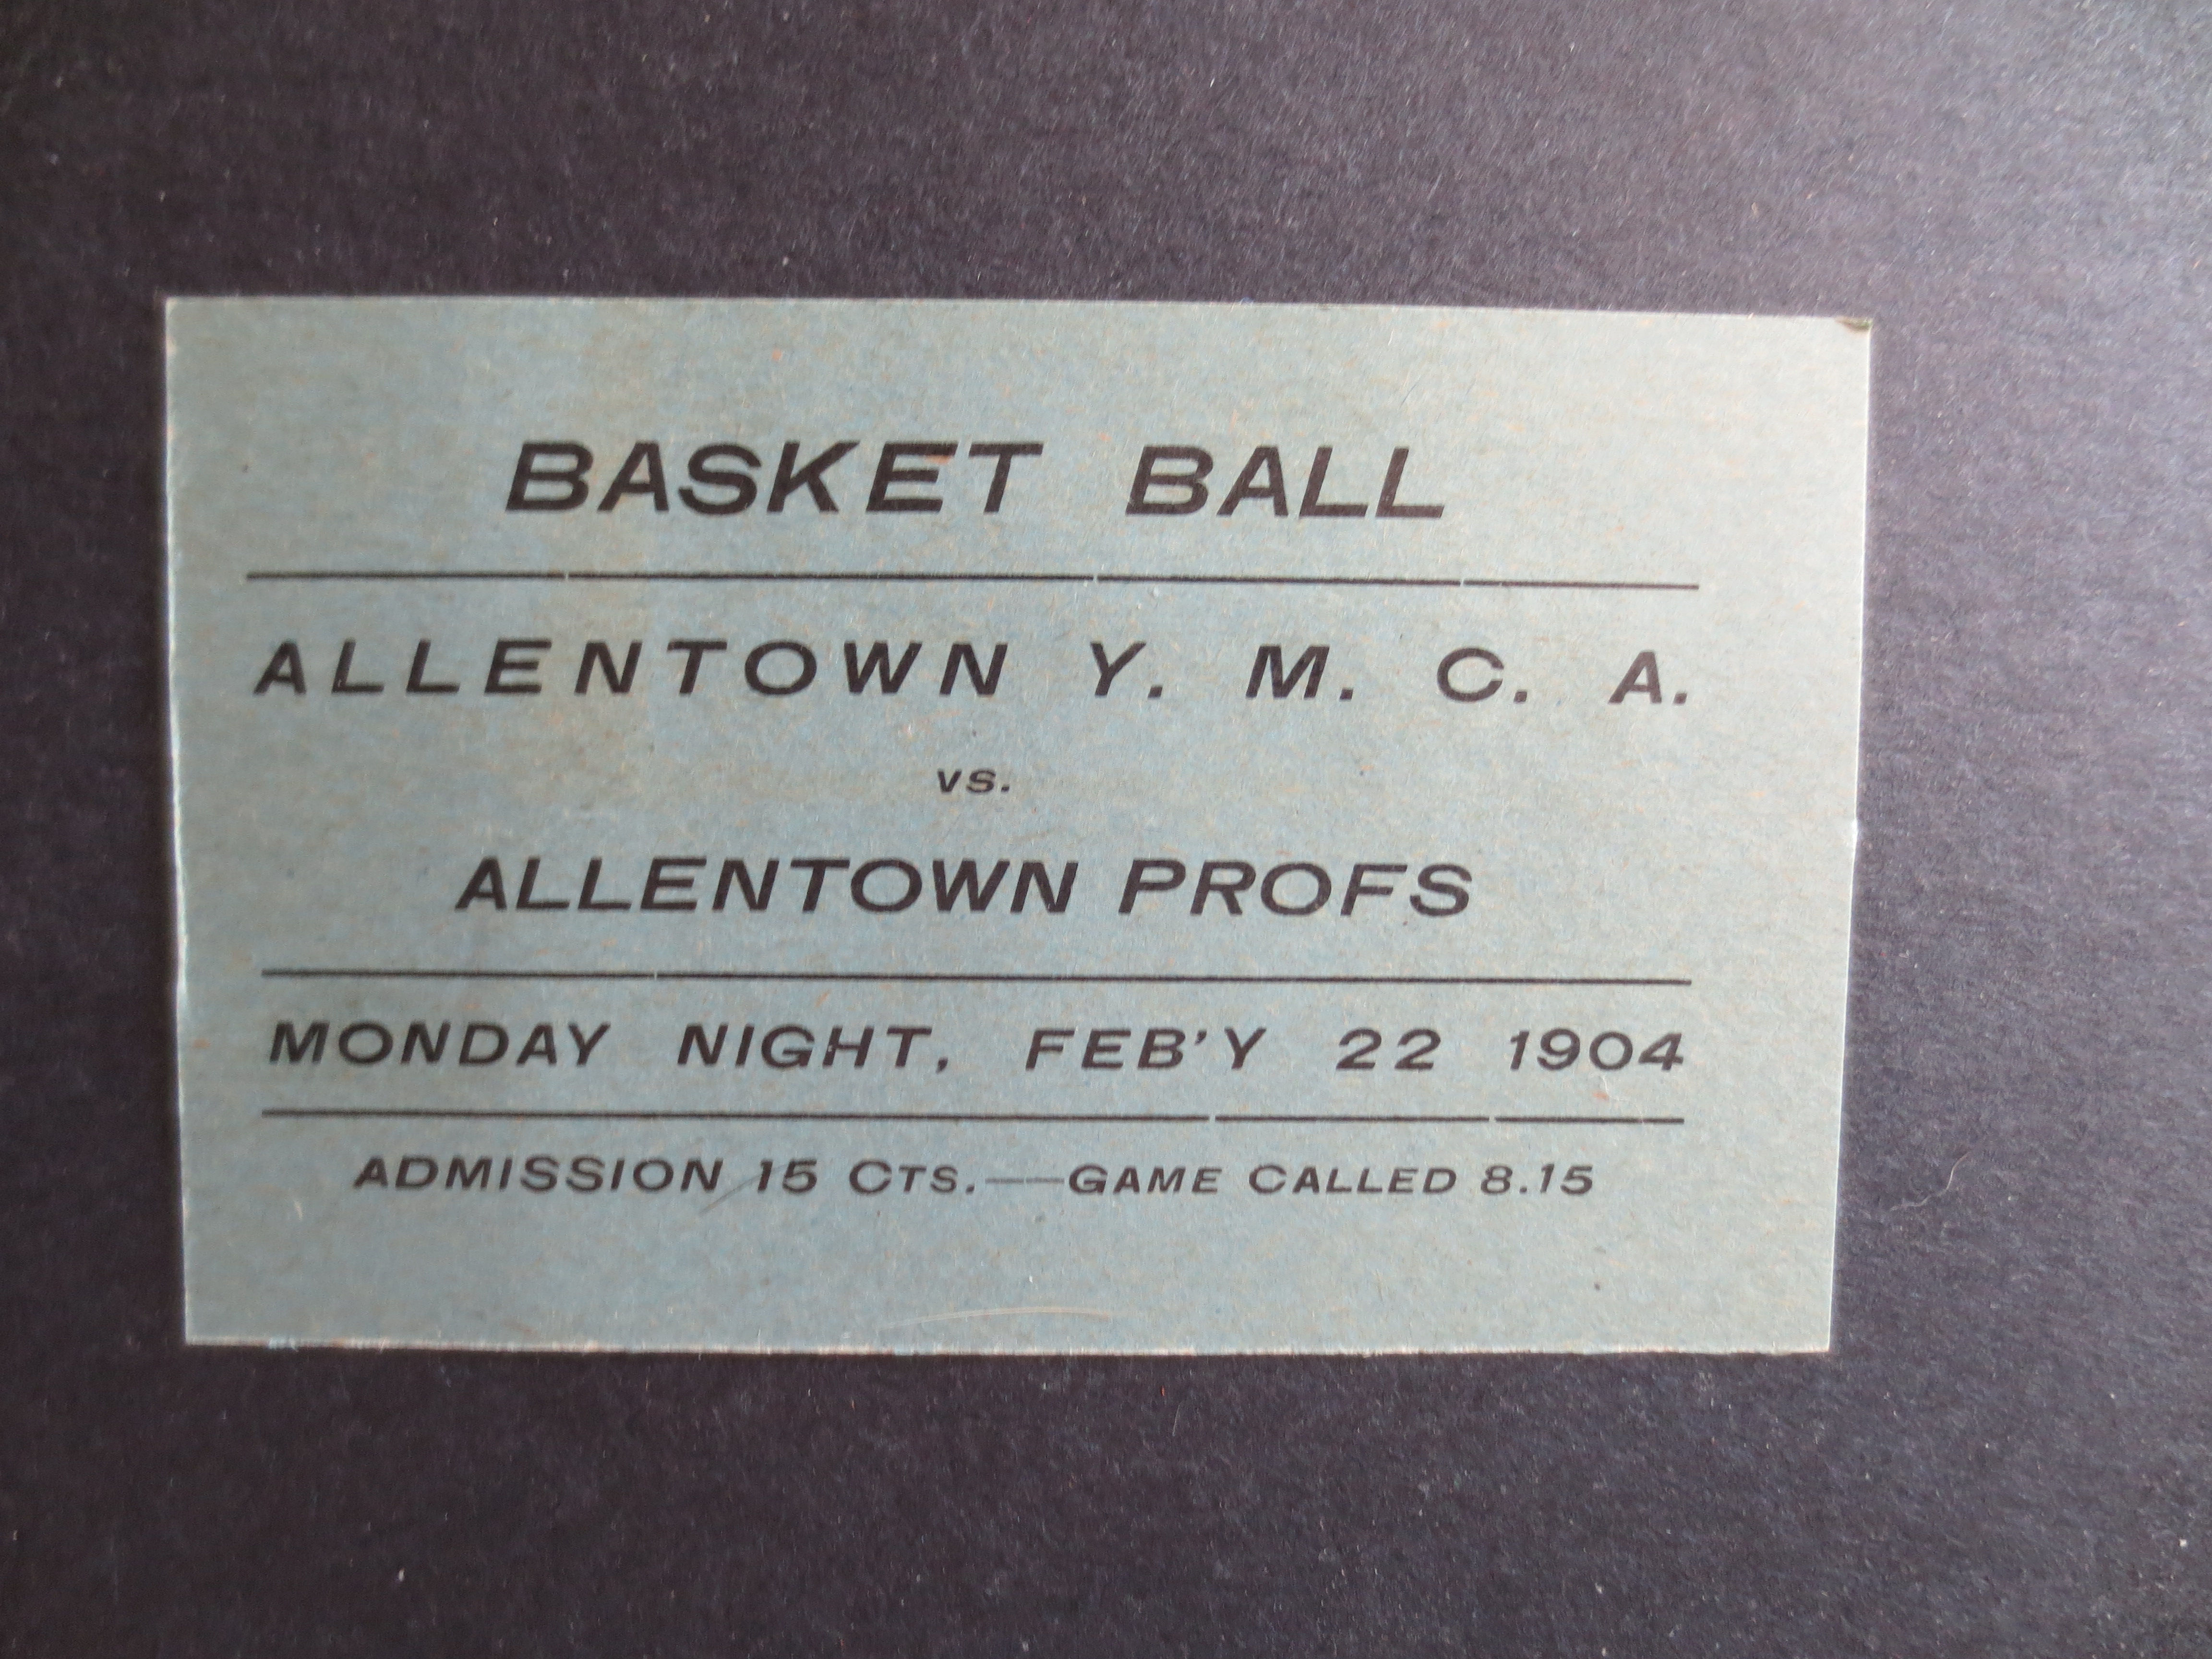 BASKET BALL
ALLENTOWN Y. M. C. A.
vs.
ALLENTOWN PROFS
MONDAY NIGHT, FEB'Y 22 1904
ADMISSION 15 CTS.——GAME CALLED 8.15